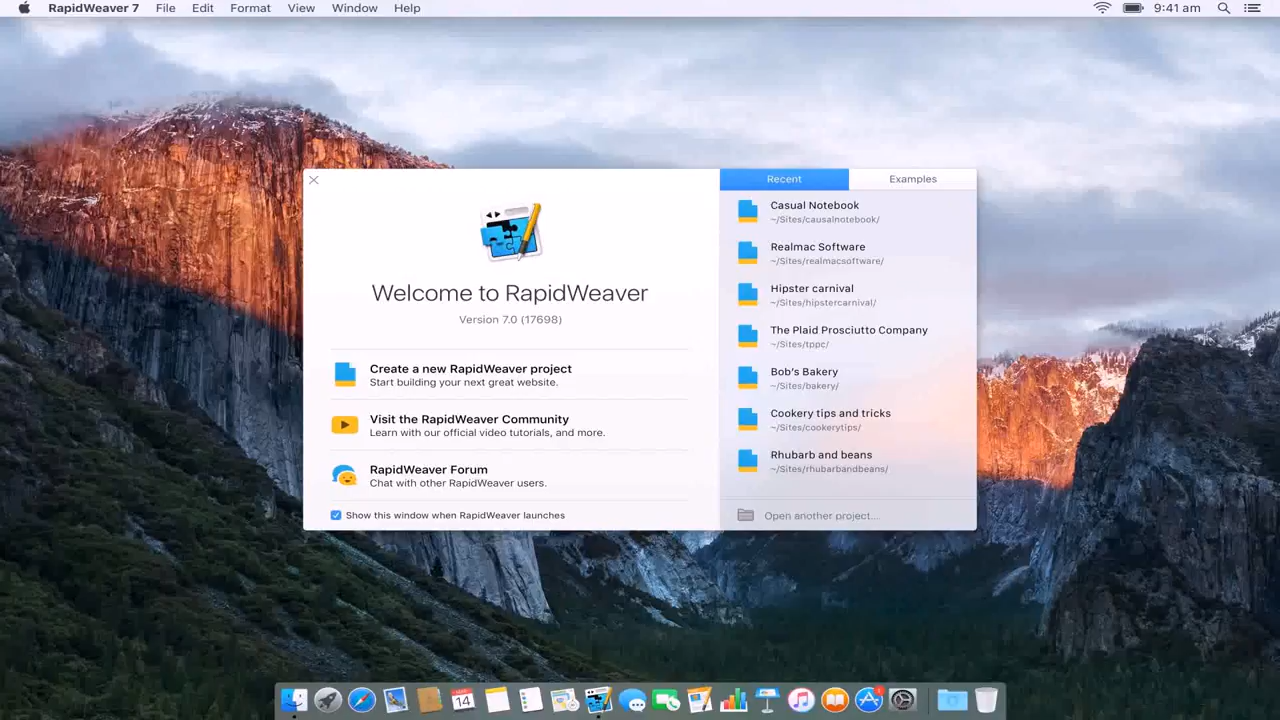 RapidWeaver 7 File Edit Format View Window Help 9:41 am
Recent Examples
Welcome to RapidWeaver
Version 7.0 (17698)
Create a new RapidWeaver project
Start building your next great website.
Visit the RapidWeaver Community
Learn with our official video tutorials, and more.
RapidWeaver Forum
Chat with other RapidWeaver users.
Show this window when RapidWeaver launches
Casual Notebook
~/Sites/causalnotebook/
Realmac Software
~/Sites/realmacsoftware/
Hipster carnival
~/Sites/hipstercarnival/
The Plaid Prosciutto Company
~/Sites/tppc/
Bob's Bakery
~/Sites/bakery/
Cookery tips and tricks
~/Sites/cookerytips/
Rhubarb and beans
~/Sites/rhubarbandbeans/
Open another project....
14